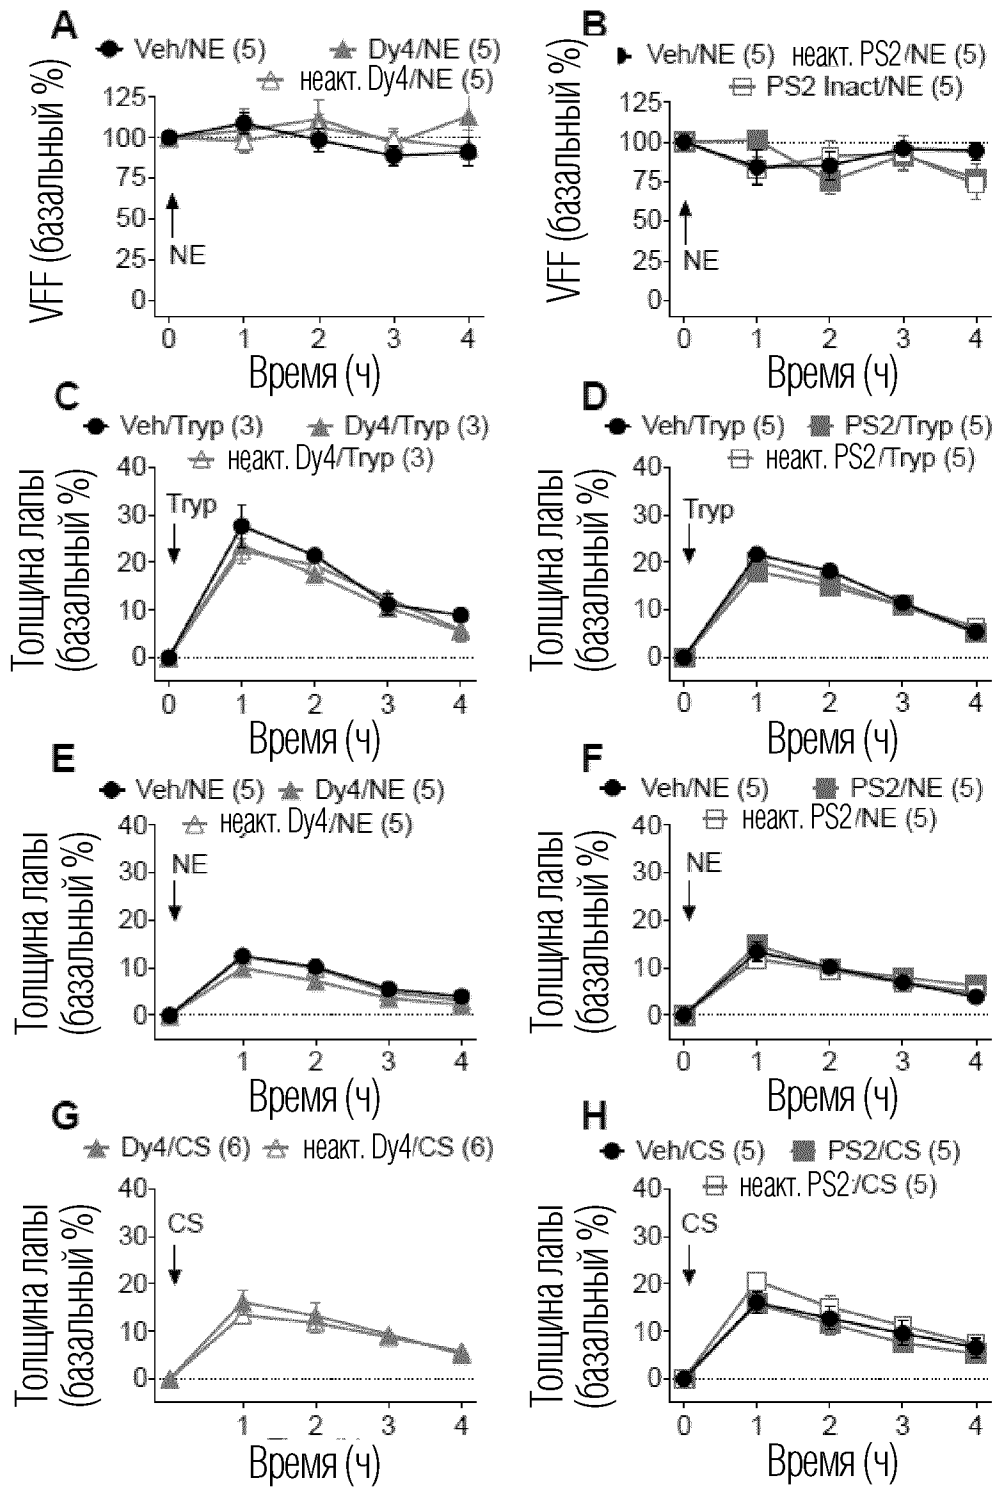 A
Veh/NE (5) Dy4/NE (5)
неакт. Dy4/NE (5)
VFF (базальный %)
125
100
75
50
25
0
NE
0 1 2 3 4
Время (ч)
B
Veh/NE (5) неакт. PS2/NE (5)
PS2 Inact/NE (5)
VFF (базальный %)
125
100
75
50
25
0
NE
0 1 2 3 4
Время (ч)
C
Veh/Tryp (3) Dy4/Tryp (3)
неакт. Dy4/Tryp (3)
Толщина лапы
(базальный %)
40
30
20
10
0
Tryp
0 1 2 3 4
Время (ч)
D
Veh/Tryp (5) PS2/Tryp (5)
неакт. PS2/Tryp (5)
Толщина лапы
(базальный %)
40
30
20
10
0
Tryp
0 1 2 3 4
Время (ч)
E
Veh/NE (5) Dy4/NE (5)
неакт. Dy4/NE (5)
Толщина лапы
(базальный %)
40
30
20
10
0
NE
1 2 3 4
Время (ч)
F
Veh/NE (5) PS2/NE (5)
неакт. PS2/NE (5)
Толщина лапы
(базальный %)
40
30
20
10
0
NE
0 1 2 3 4
Время (ч)
G
Dy4/CS (6) неакт. Dy4/CS (6)
Толщина лапы
(базальный %)
40
30
20
10
0
CS
1 2 3 4
Время (ч)
H
Veh/CS (5) PS2/CS (5)
неакт. PS2/CS (5)
Толщина лапы
(базальный %)
40
30
20
10
0
CS
0 1 2 3 4
Время (ч)